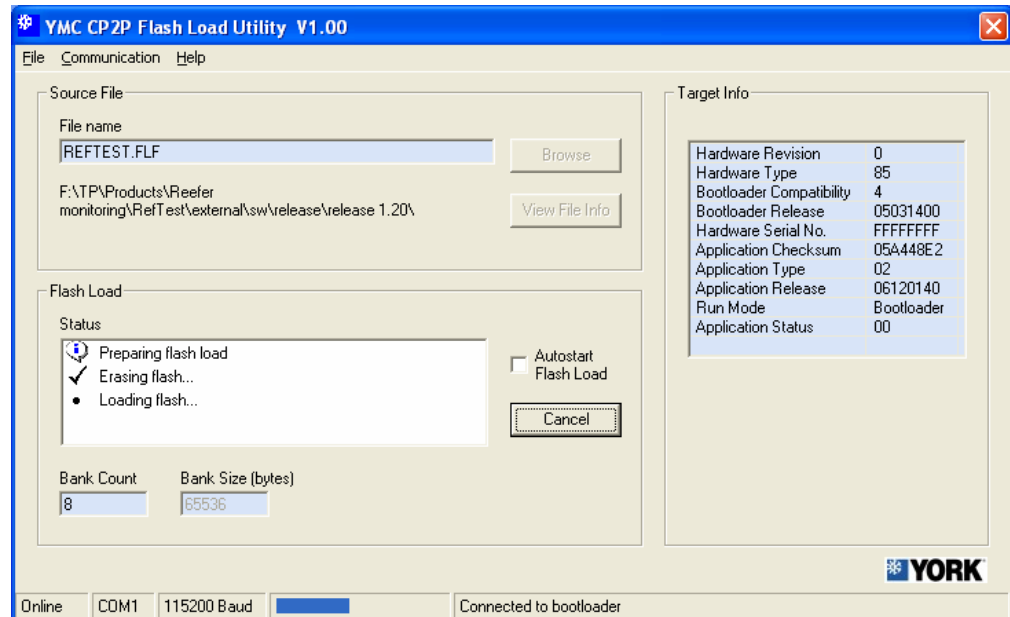 YMC CP2P Flash Load Utility V1.00
File Communication Help
Source File
File name
REFTEST.FLF
Browse
F:\TP\Products\Reefer
monitoring\RefTest\external\sw\release\release 1.20\
View File Info
Flash Load
Status
Preparing flash load
Erasing flash...
Loading flash...
Autostart
Flash Load
Cancel
Bank Count Bank Size (bytes)
8 65536
Target Info
Hardware Revision 0
Hardware Type 85
Bootloader Compatibility 4
Bootloader Release 05031400
Hardware Serial No. FFFFFFFF
Application Checksum 05A448E2
Application Type 02
Application Release 06120140
Run Mode Bootloader
Application Status 00
YORK
Online COM1 115200 Baud Connected to bootloader